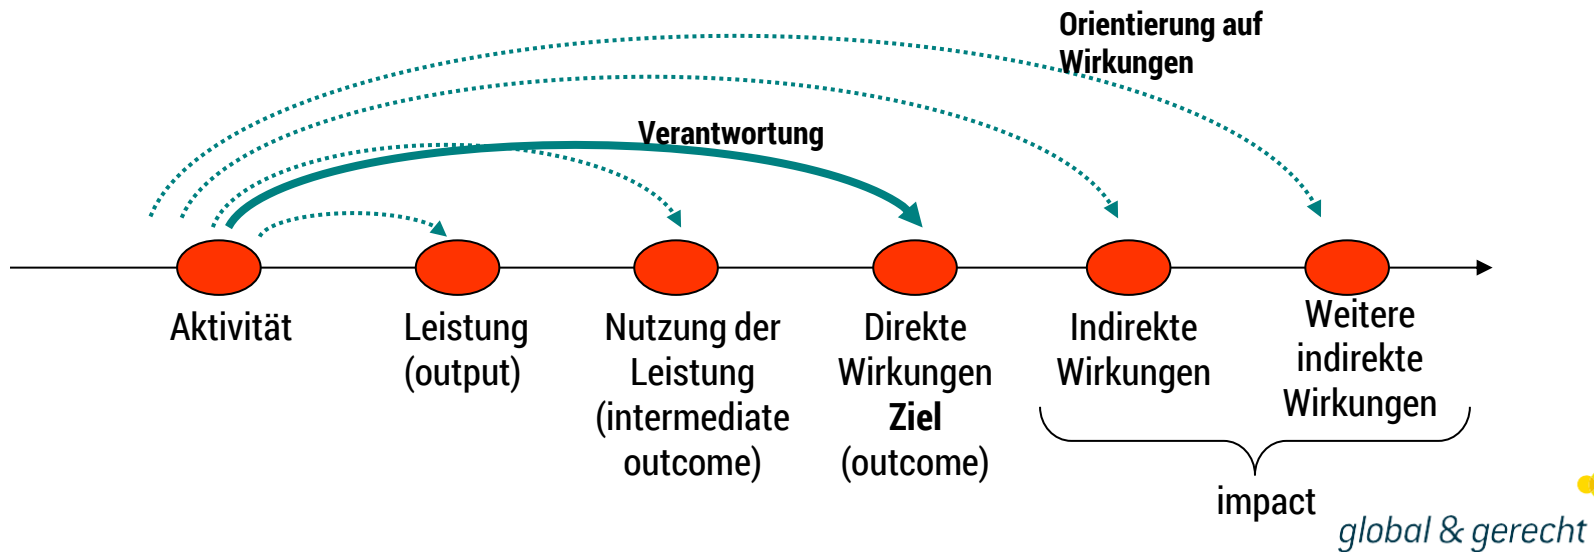 Orientierung auf
Wirkungen
Verantwortung
Aktivität
Leistung
(output)
Nutzung der
Leistung
(intermediate
outcome)
Direkte
Wirkungen
Ziel
(outcome)
Indirekte
Wirkungen
Weitere
indirekte
Wirkungen
impact
global & gerecht